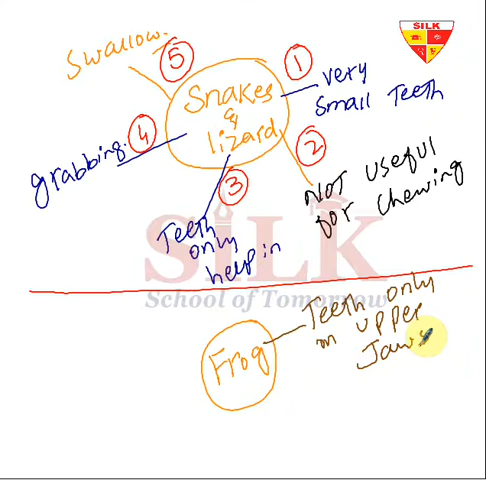 SILK
Swallow.
5
1
very
small Teeth
Snakes
&
lizard
4
grabbing.
2
NOT useful
for chewing
3
Teeth
only
help in
SILK
School of Tomorrow
Frog
Teeth only
in upper
Jaws